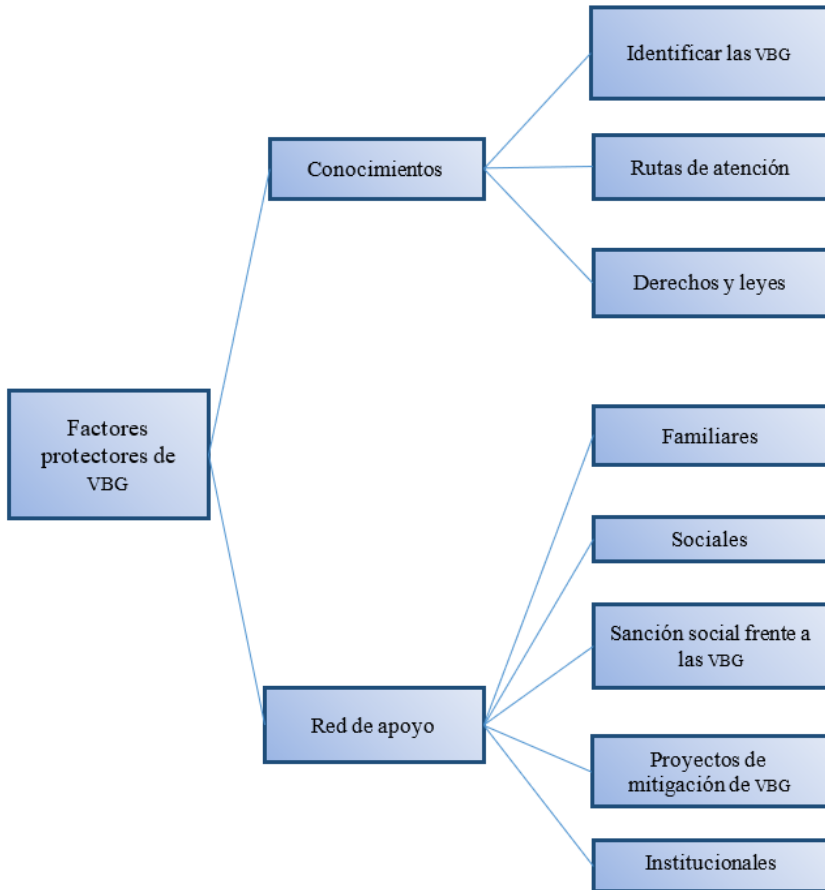 Factores
protectores de
VBG
Conocimientos
Identificar las VBG
Rutas de atención
Derechos y leyes
Red de apoyo
Familiares
Sociales
Sanción social frente a
las VBG
Proyectos de
mitigación de VBG
Institucionales